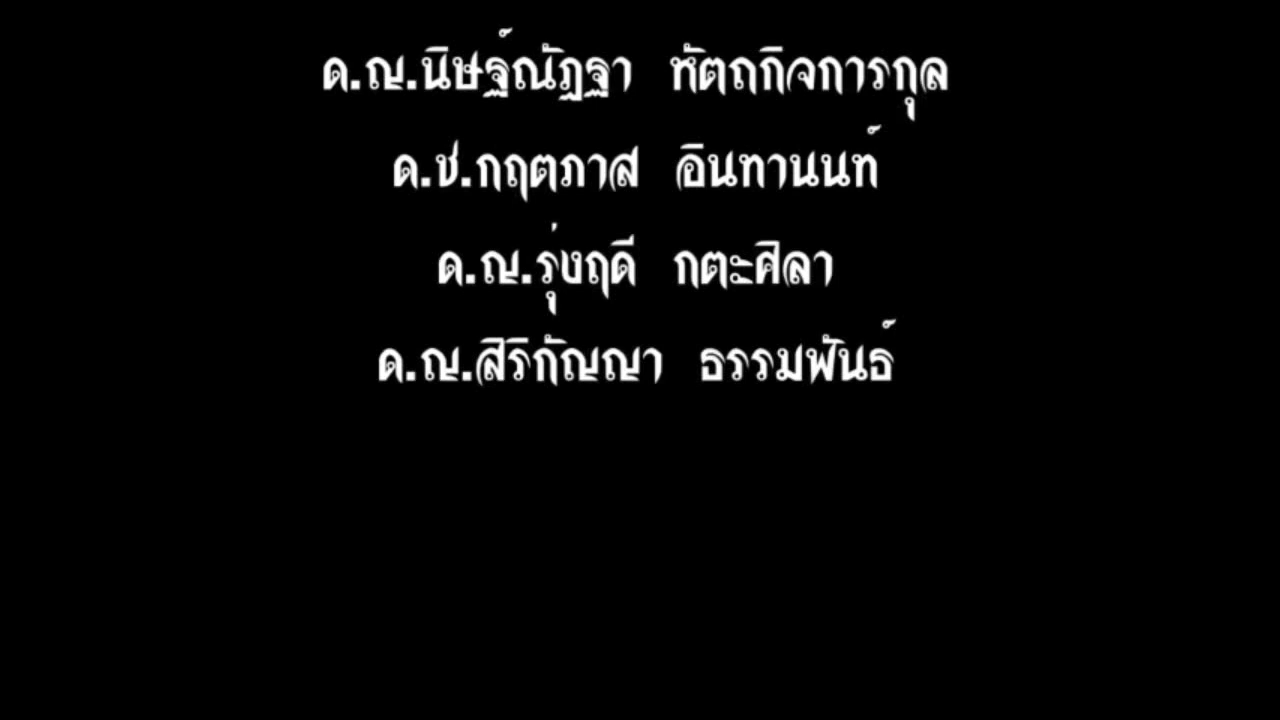 ด.ญ.นิษฐ์ณัฏฐา หัตถกิจการกุล
ด.ช.กฤตภาส อินทานนท์
ด.ญ.รุ่งฤดี กตะศิลา
ด.ญ.สิริกัญญา ธรรมพันธ์